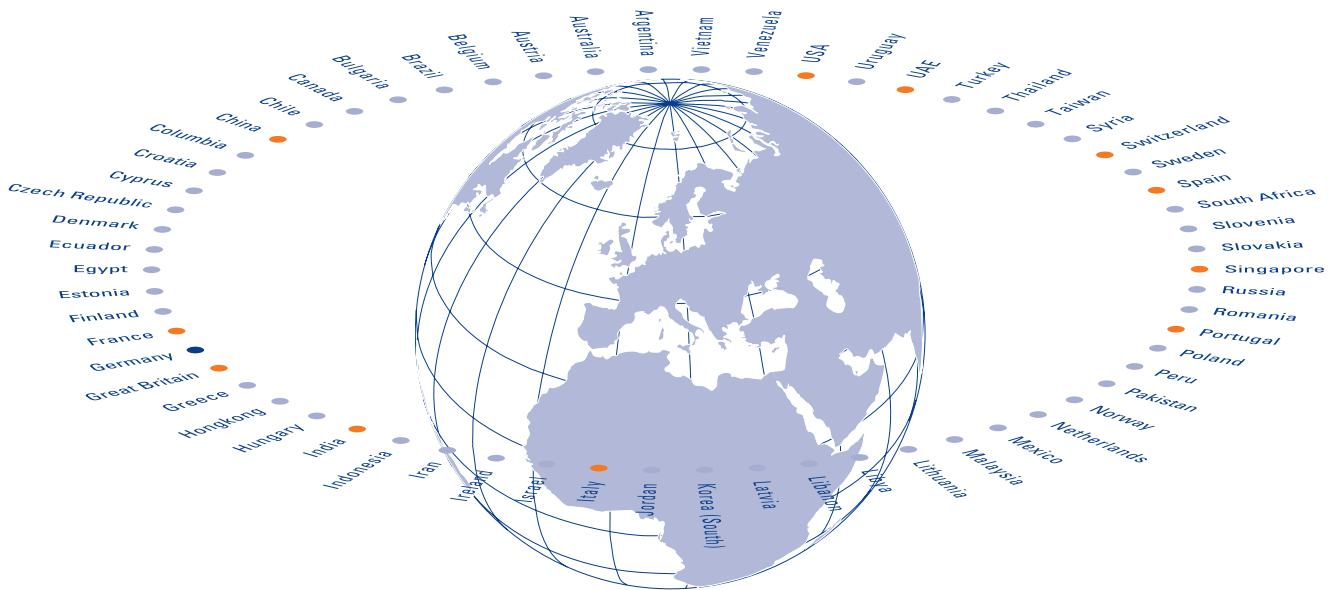 Argentina
Australia
Austria
Belgium
Brazil
Bulgaria
Canada
Chile
China
Columbia
Croatia
Cyprus
Czech Republic
Denmark
Ecuador
Egypt
Estonia
Finland
France
Germany
Great Britain
Greece
Hongkong
Hungary
India
Indonesia
Iran
Ireland
Israel
Italy
Jordan
Korea (South)
Latvia
Libanon
Libya
Lithuania
Malaysia
Mexico
Netherlands
Norway
Pakistan
Peru
Poland
Portugal
Romania
Russia
Singapore
Slovakia
Slovenia
South Africa
Spain
Sweden
Switzerland
Syria
Taiwan
Thailand
Turkey
UAE
Uruguay
USA
Venezuela
Vietnam